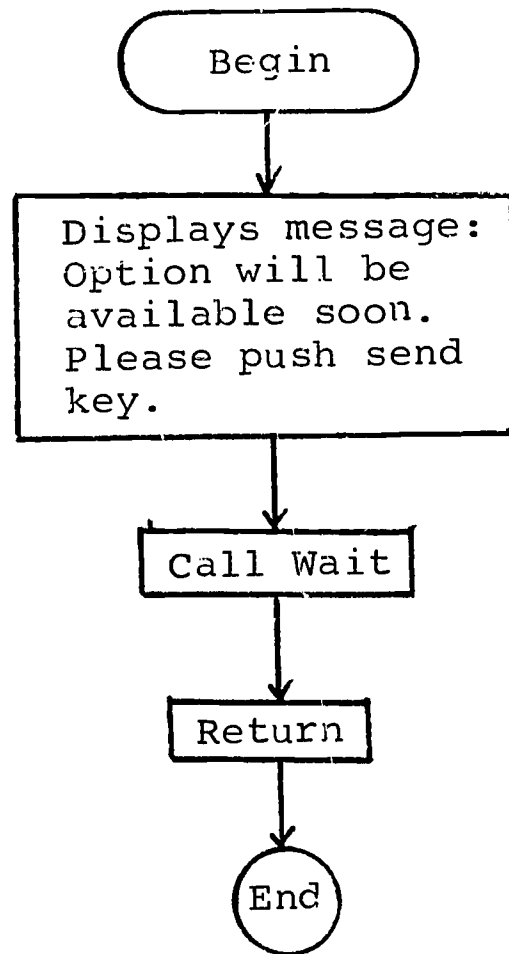 Begin
Displays message:
Option will be
available soon.
Please push send
key.
Call Wait
Return
End